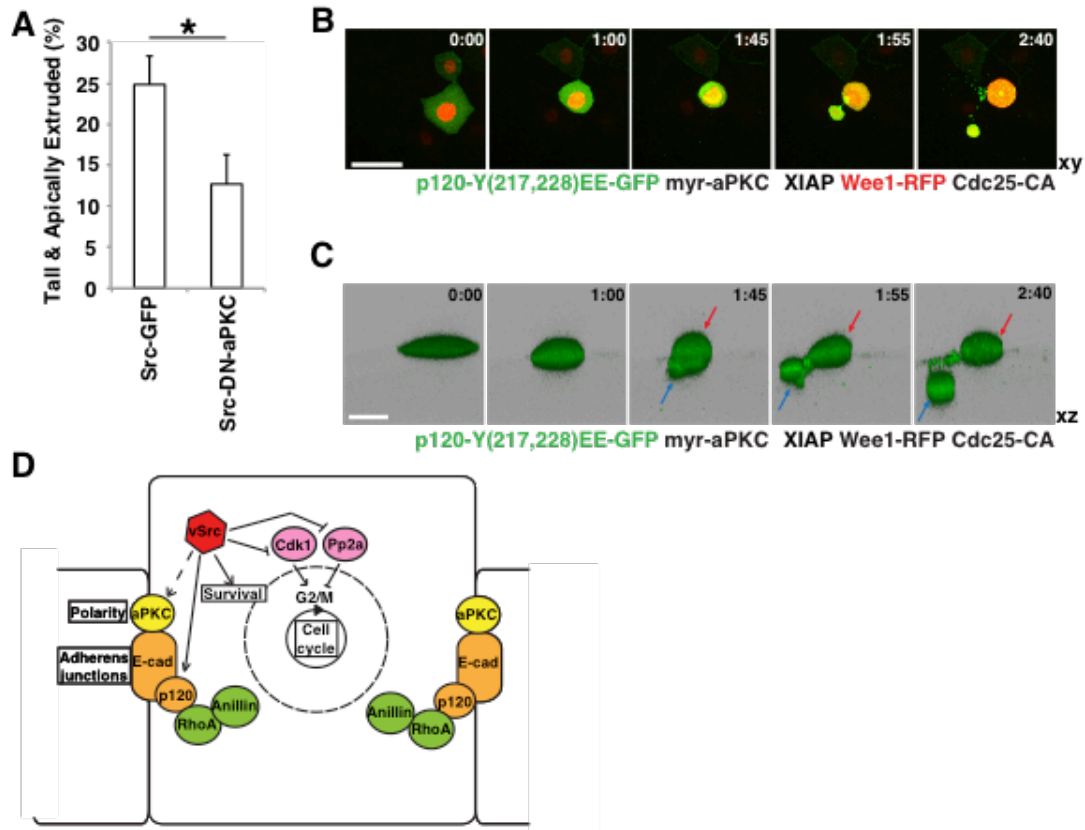 A
Tall & Apically Extruded (%)
*
30
25
20
15
10
5
0
Src-GFP
Src-DN-aPKC
B
0:00
1:00
1:45
1:55
2:40
xy
p120-Y(217,228)EE-GFP myr-aPKC XIAP Wee1-RFP Cdc25-CA
C
0:00
1:00
1:45
1:55
2:40
xz
p120-Y(217,228)EE-GFP myr-aPKC XIAP Wee1-RFP Cdc25-CA
D
vSrc
Cdk1
Pp2a
Survival
G2/M
Cell
cycle
Polarity
aPKC
Adherens
junctions
E-cad
p120
RhoA
Anillin
aPKC
E-cad
p120
Anillin
RhoA